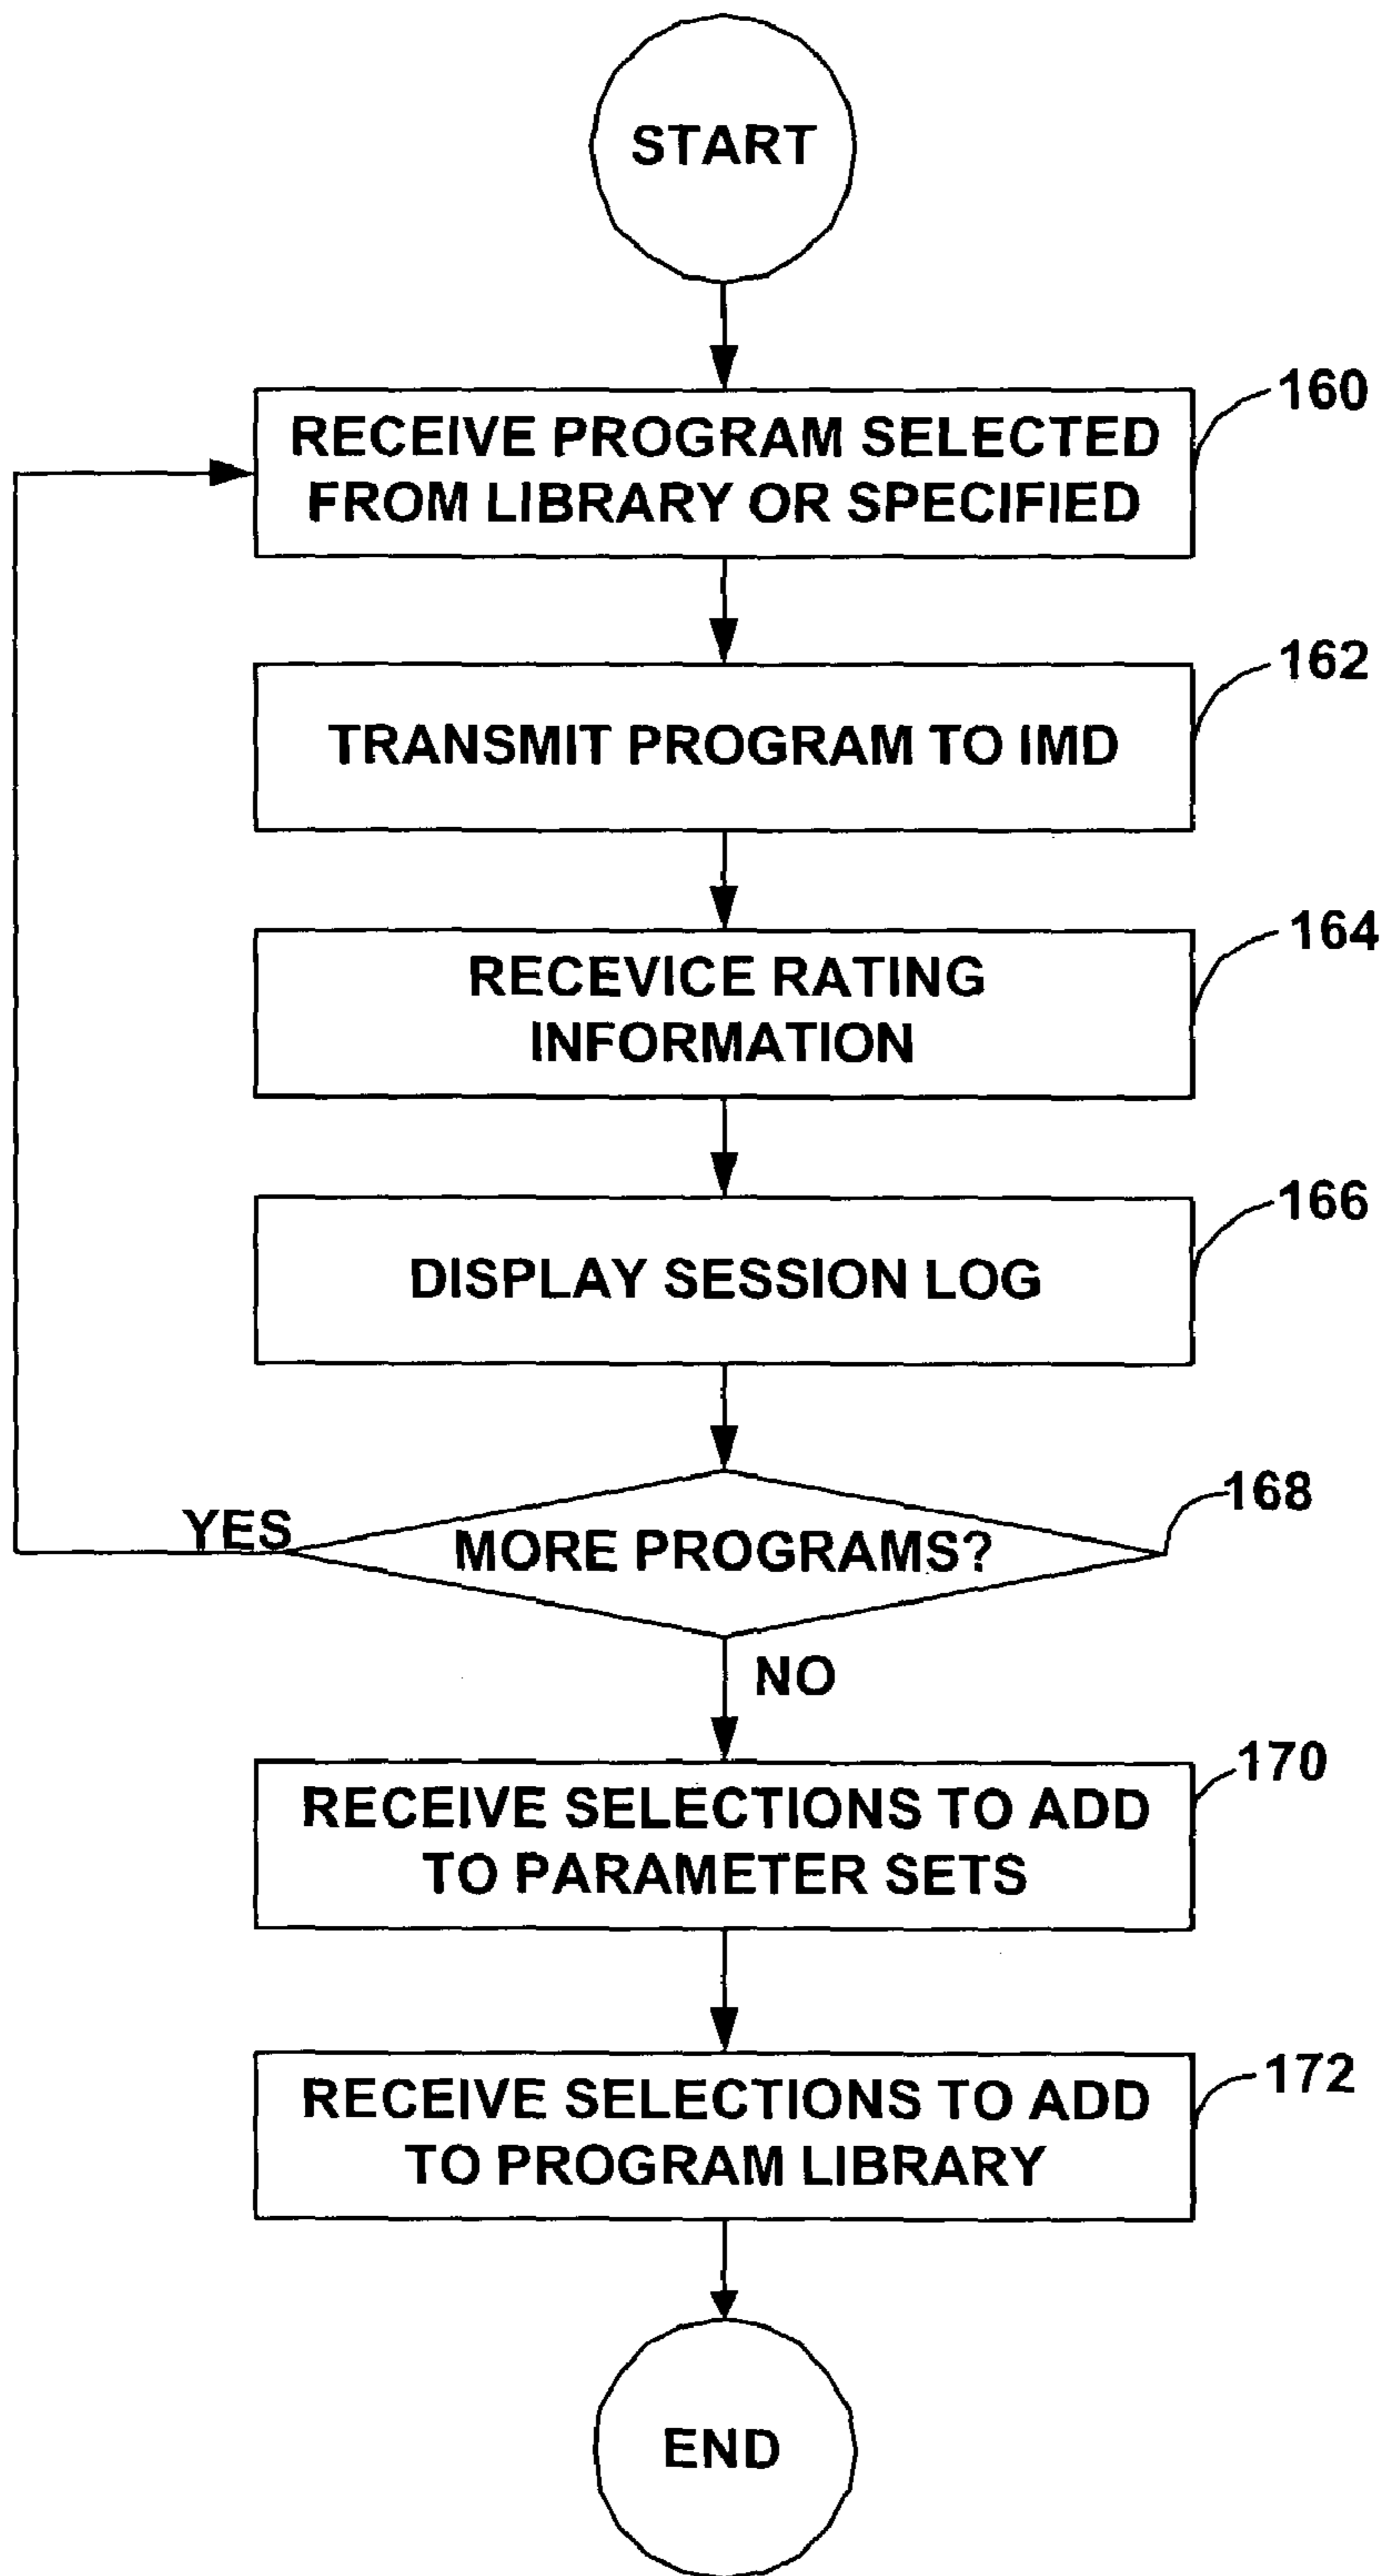 START
160
RECEIVE PROGRAM SELECTED
FROM LIBRARY OR SPECIFIED
162
TRANSMIT PROGRAM TO IMD
164
RECEVICE RATING
INFORMATION
166
DISPLAY SESSION LOG
168
YES
MORE PROGRAMS?
NO
170
RECEIVE SELECTIONS TO ADD
TO PARAMETER SETS
172
RECEIVE SELECTIONS TO ADD
TO PROGRAM LIBRARY
END